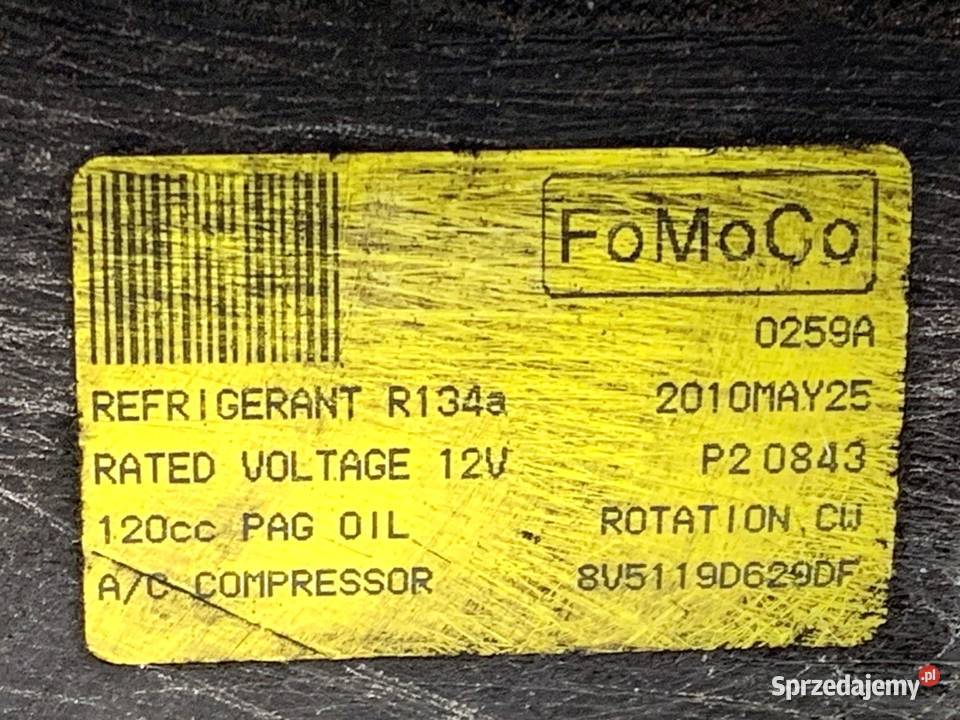 FoMoCo
0259A
REFRIGERANT R134a 2010MAY25
RATED VOLTAGE 12V P2 0843
120cc PAG OIL ROTATION CW
A/C COMPRESSOR 8V5119D629DF
Sprzedajemy.pl